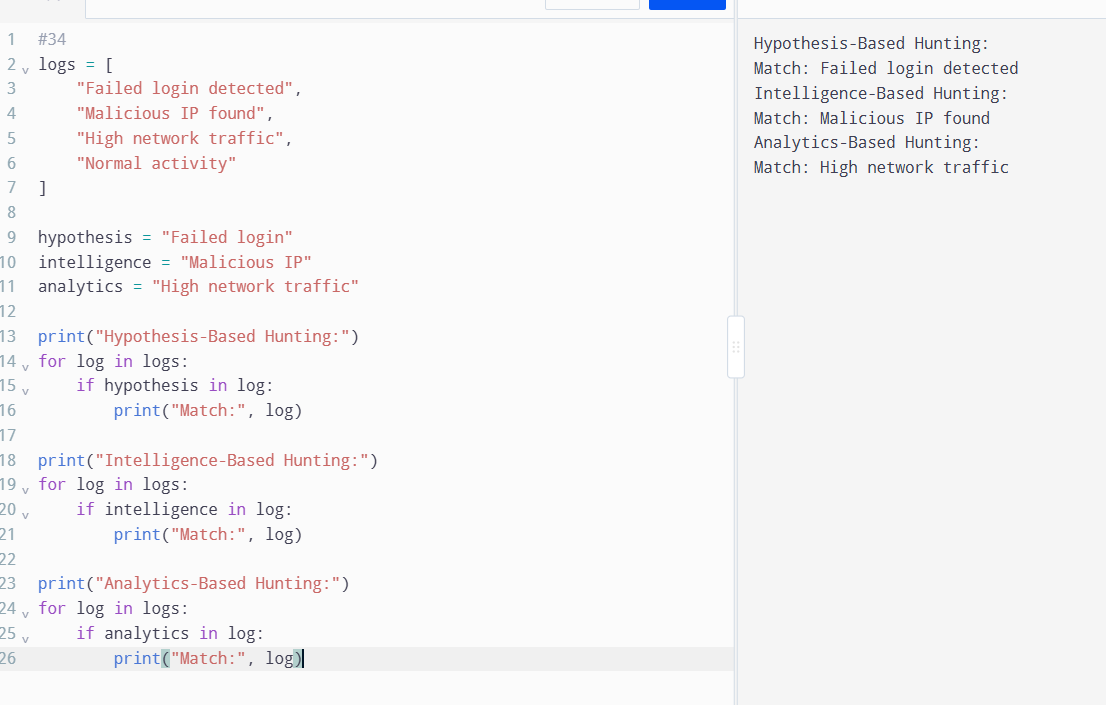 1 #34
2 logs = [
3     "Failed login detected",
4     "Malicious IP found",
5     "High network traffic",
6     "Normal activity"
7 ]
8
9 hypothesis = "Failed login"
10 intelligence = "Malicious IP"
11 analytics = "High network traffic"
12
13 print("Hypothesis-Based Hunting:")
14 for log in logs:
15     if hypothesis in log:
16         print("Match:", log)
17
18 print("Intelligence-Based Hunting:")
19 for log in logs:
20     if intelligence in log:
21         print("Match:", log)
22
23 print("Analytics-Based Hunting:")
24 for log in logs:
25     if analytics in log:
26         print("Match:", log)
Hypothesis-Based Hunting:
Match: Failed login detected
Intelligence-Based Hunting:
Match: Malicious IP found
Analytics-Based Hunting:
Match: High network traffic